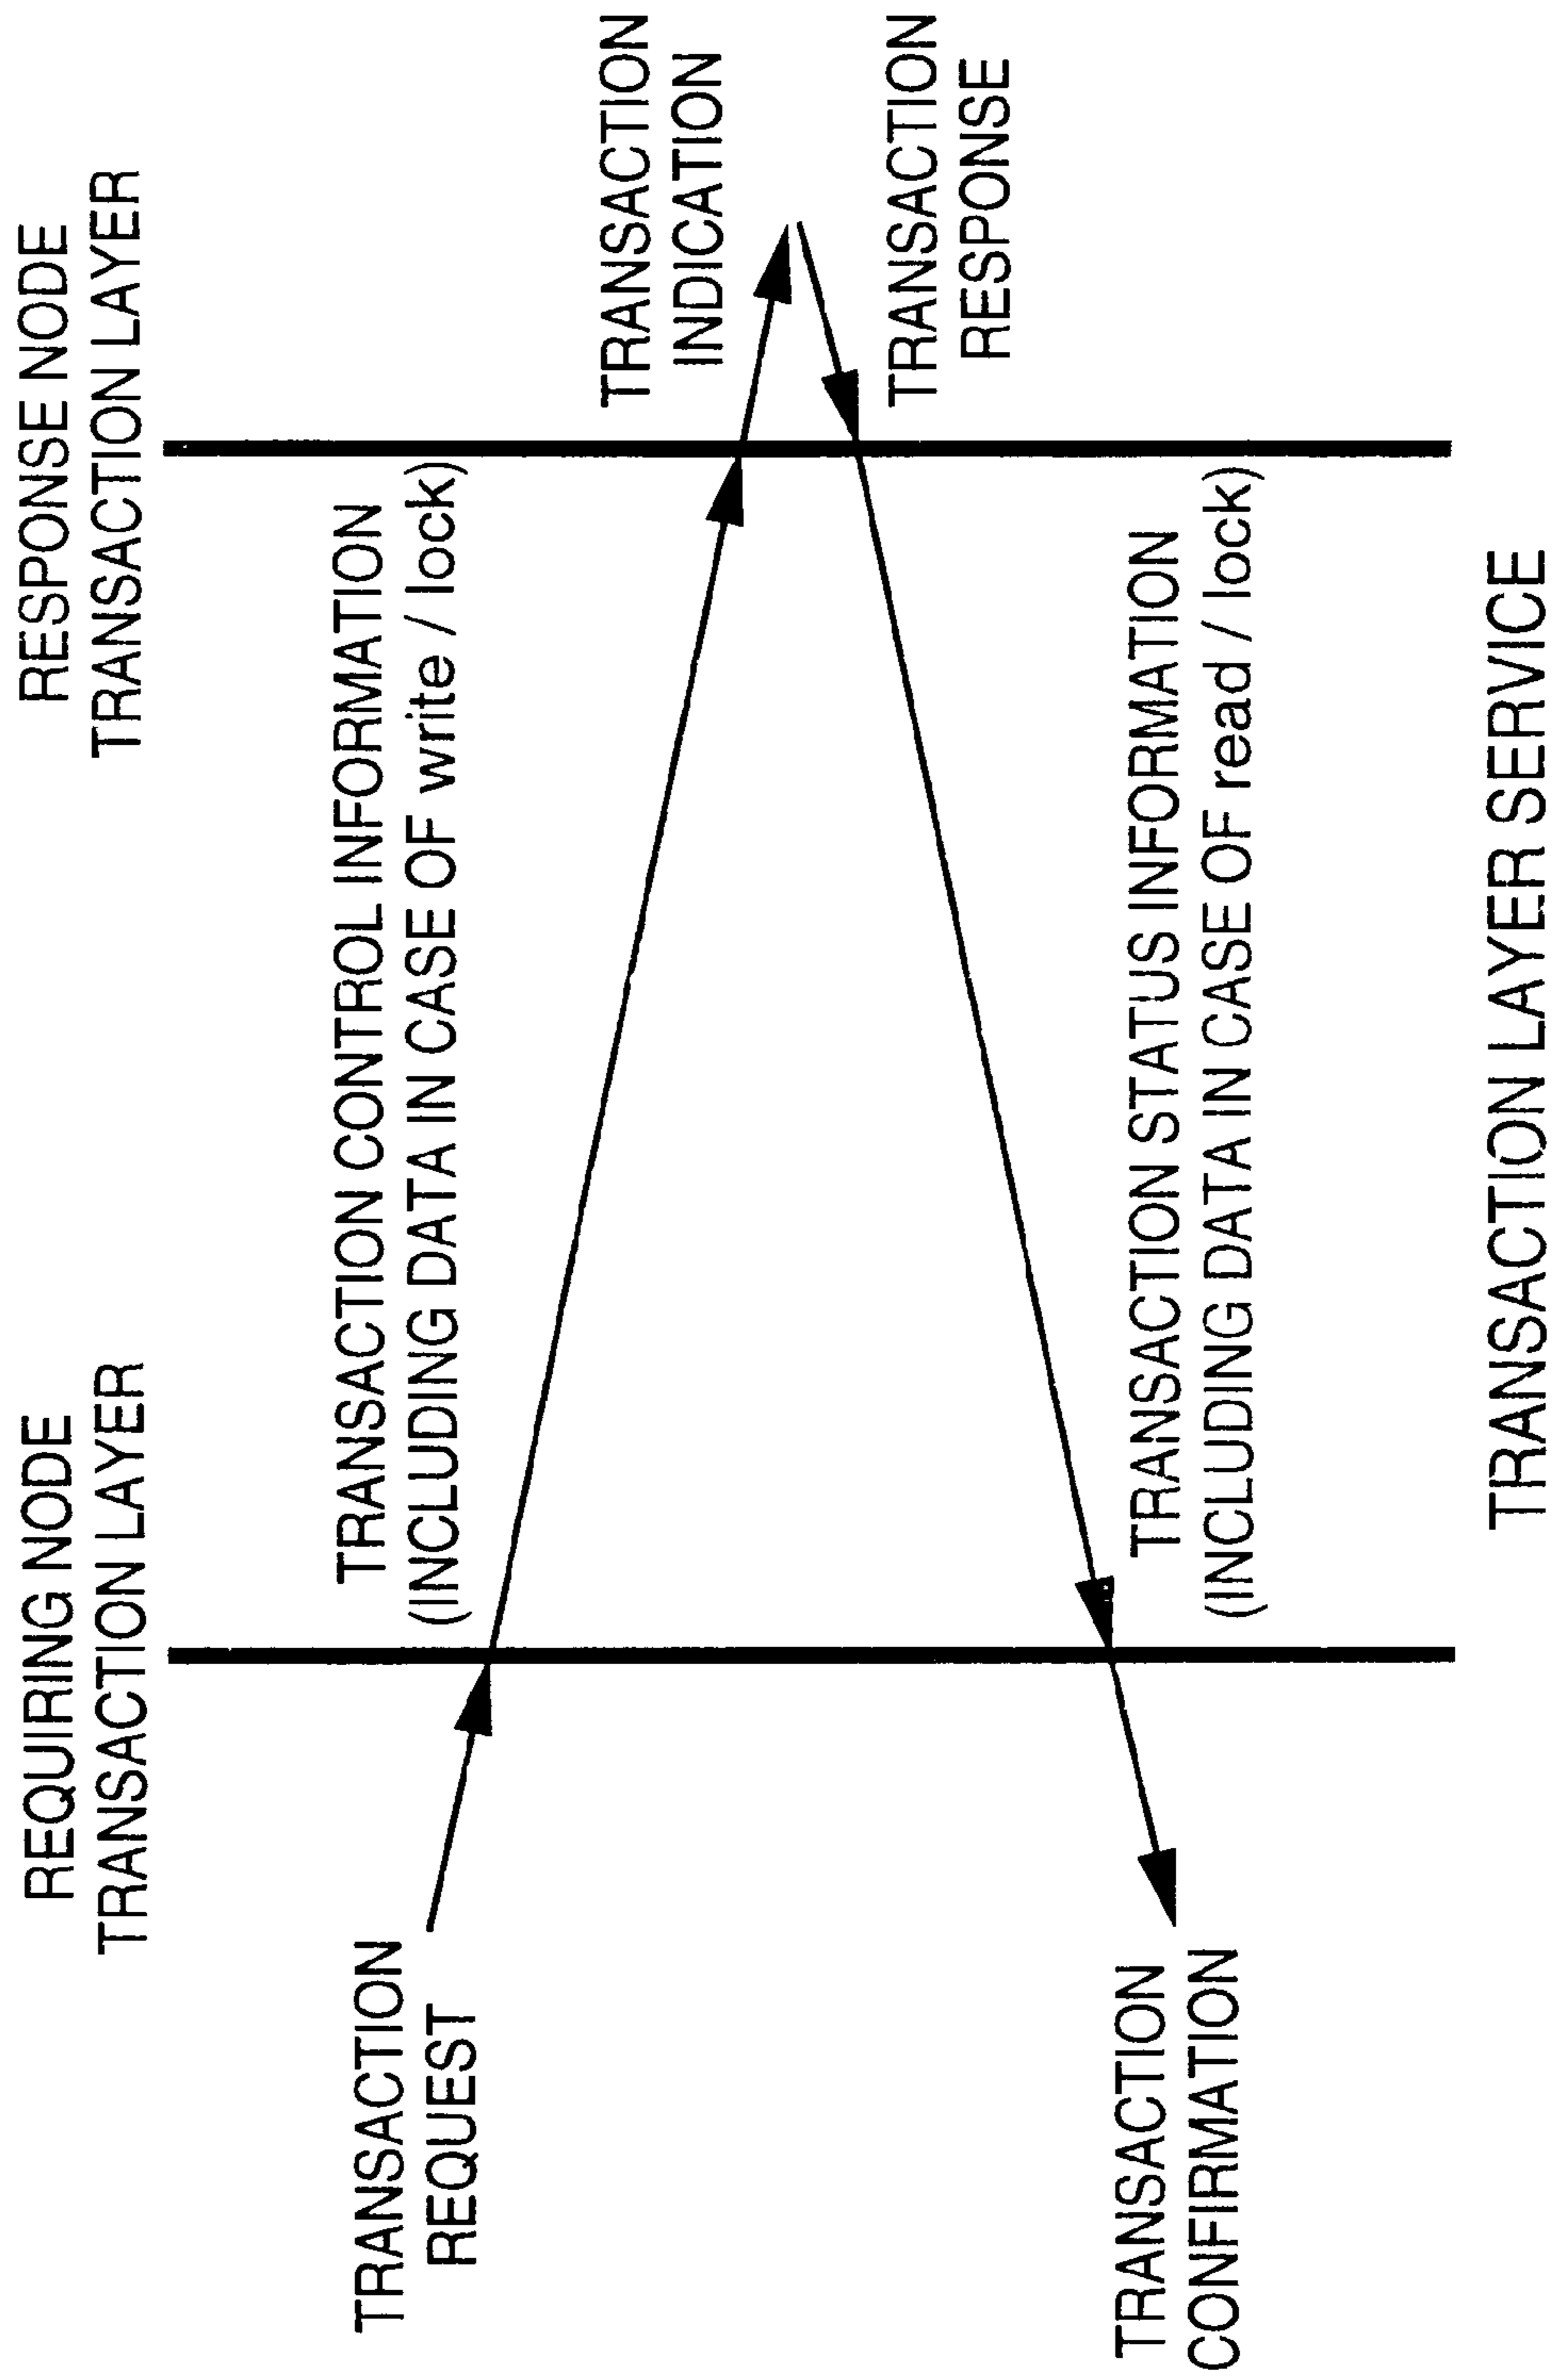 REQUIRING NODE
TRANSACTION LAYER
RESPONSE NODE
TRANSACTION LAYER
TRANSACTION
REQUEST
TRANSACTION CONTROL INFORMATION
(INCLUDING DATA IN CASE OF write / lock)
TRANSACTION
INDICATION
TRANSACTION
RESPONSE
TRANSACTION STATUS INFORMATION
(INCLUDING DATA IN CASE OF read / lock)
TRANSACTION
CONFIRMATION
TRANSACTION LAYER SERVICE